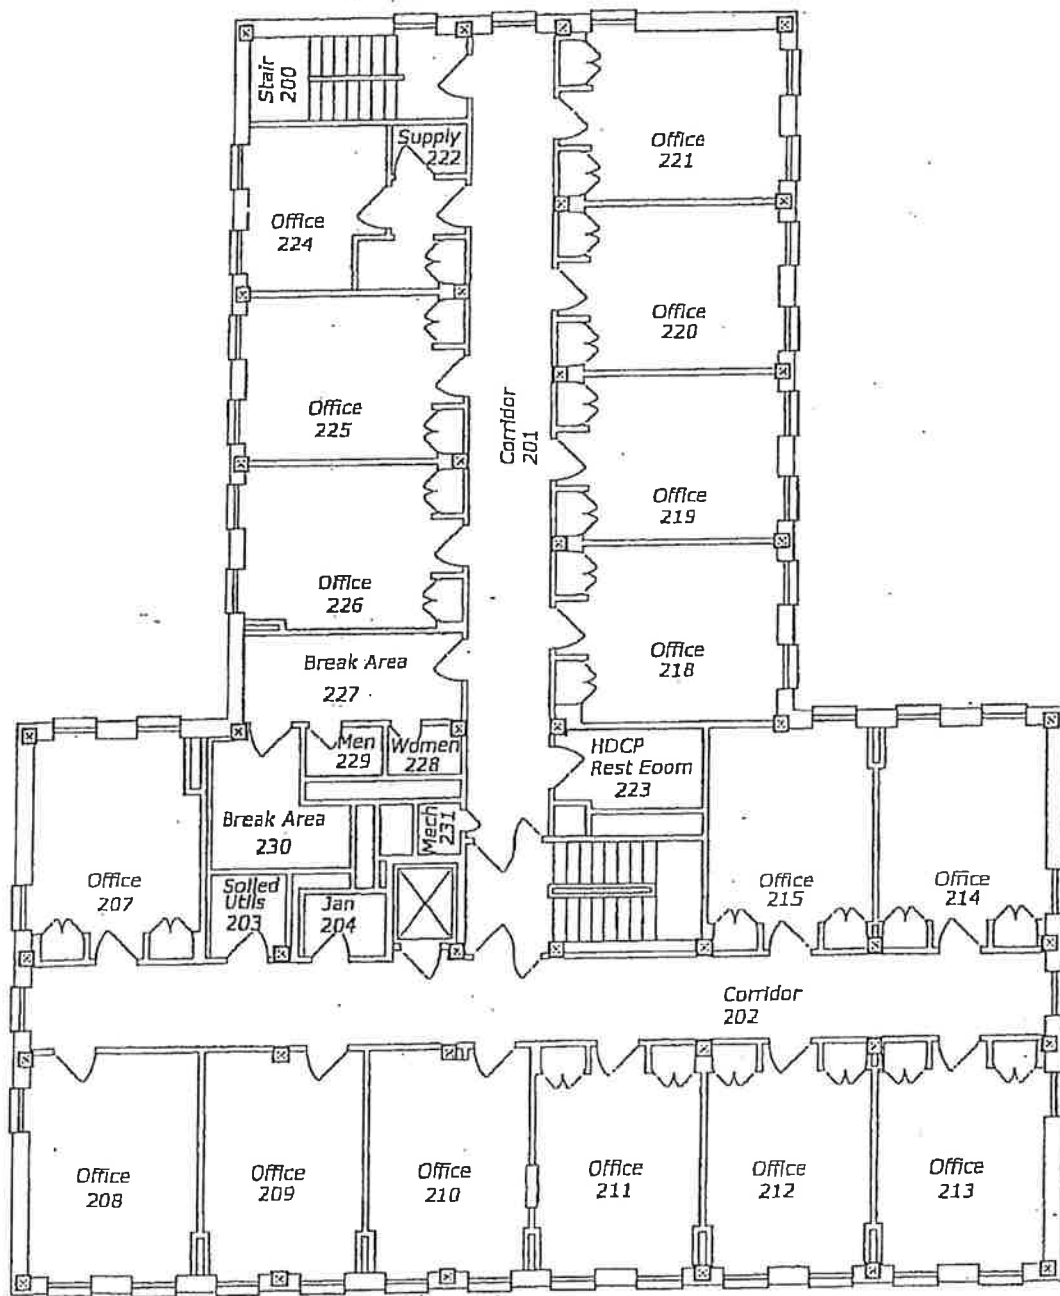 Stair
200
Supply
222
Office
221
Office
224
Office
220
Office
225
Corridor
201
Office
219
Office
226
Office
218
Break Area
227
Men
229
Women
228
HDCP
Rest Eoom
223
Mech
231
Break Area
230
Office
207
Soiled
Utils
203
Jan
204
Office
215
Office
214
Corridor
202
Office
208
Office
209
Office
210
Office
211
Office
212
Office
213